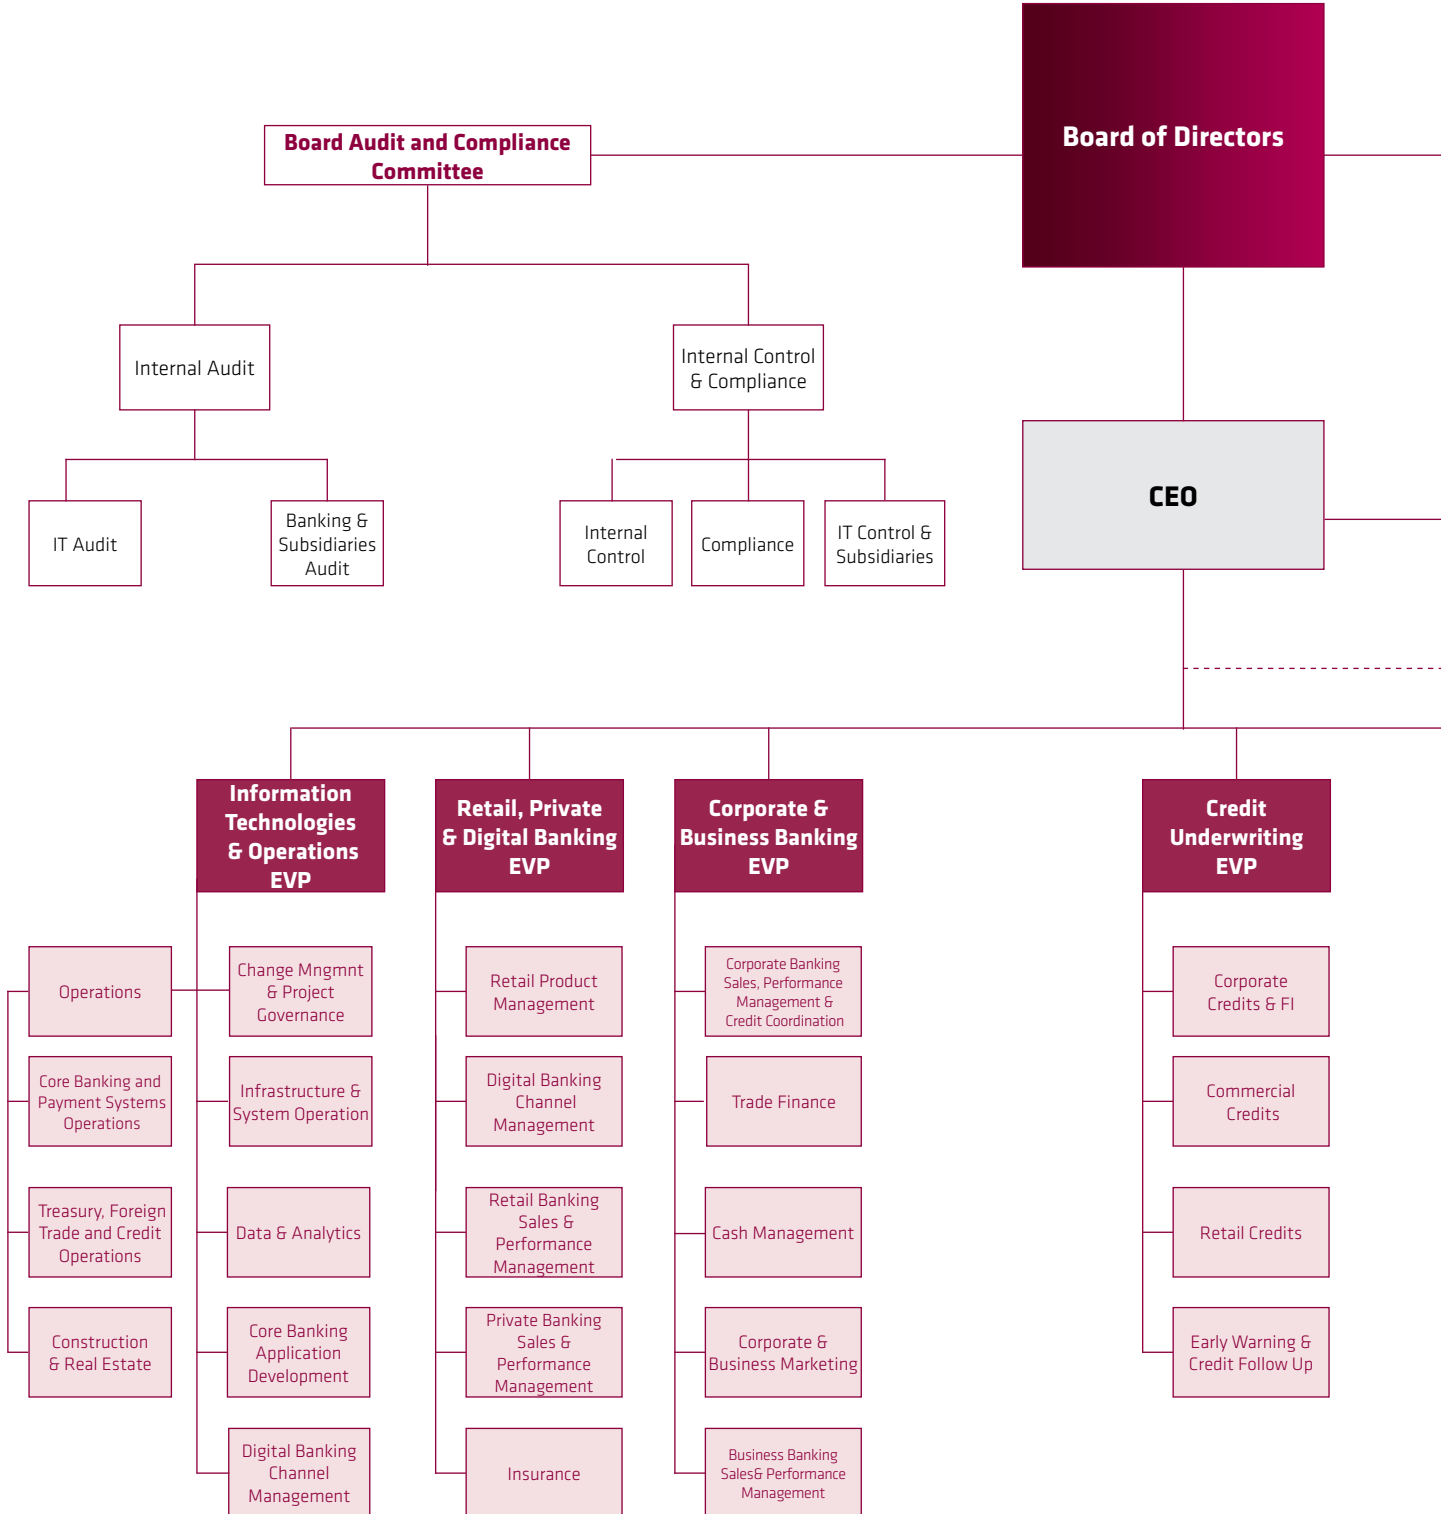 Board of Directors
Board Audit and Compliance
Committee
Internal Audit
Internal Control
& Compliance
IT Audit
Banking &
Subsidiaries
Audit
Internal
Control
Compliance
IT Control &
Subsidiaries
CEO
Information
Technologies
& Operations
EVP
Retail, Private
& Digital Banking
EVP
Corporate &
Business Banking
EVP
Credit
Underwriting
EVP
Operations
Core Banking and
Payment Systems
Operations
Treasury, Foreign
Trade and Credit
Operations
Construction
& Real Estate
Change Mngmnt
& Project
Governance
Infrastructure &
System Operation
Data & Analytics
Core Banking
Application
Development
Digital Banking
Channel
Management
Retail Product
Management
Digital Banking
Channel
Management
Retail Banking
Sales &
Performance
Management
Private Banking
Sales &
Performance
Management
Insurance
Corporate Banking
Sales, Performance
Management &
Credit Coordination
Trade Finance
Cash Management
Corporate &
Business Marketing
Business Banking
Sales& Performance
Management
Corporate
Credits & FI
Commercial
Credits
Retail Credits
Early Warning &
Credit Follow Up